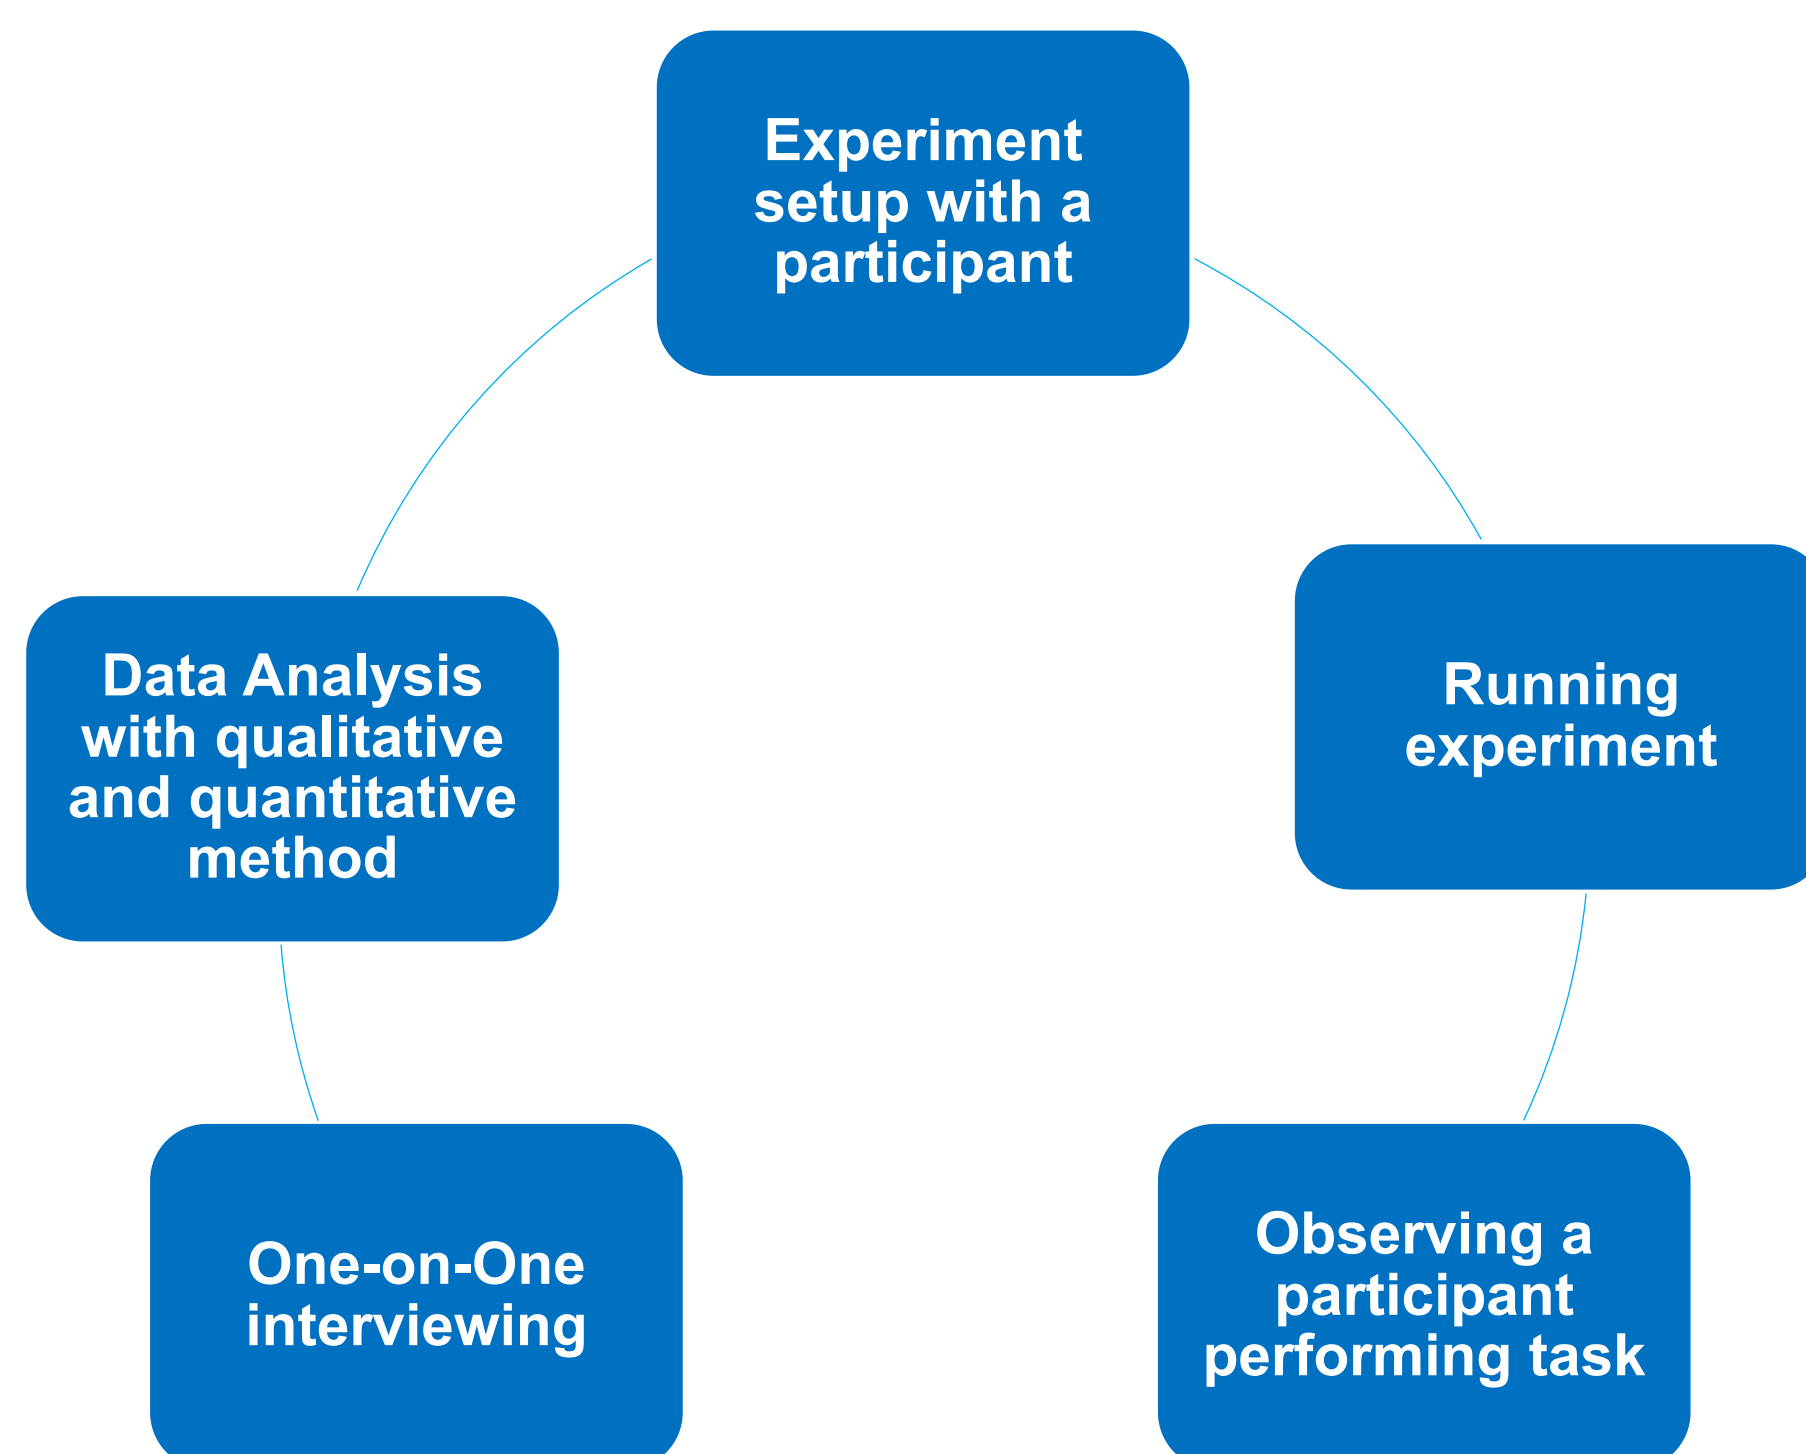 Experiment
setup with a
participant
Running
experiment
Observing a
participant
performing task
One-on-One
interviewing
Data Analysis
with qualitative
and quantitative
method